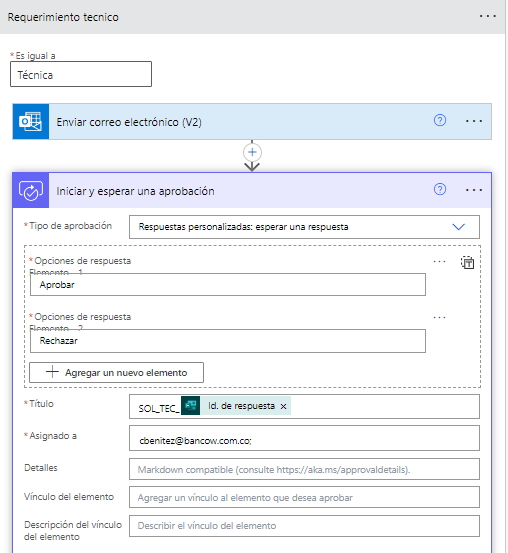 Requerimiento tecnico
* Es igual a
Técnica
Enviar correo electrónico (V2)
Iniciar y esperar una aprobación
* Tipo de aprobación
Respuestas personalizadas: esperar una respuesta
* Opciones de respuesta
Elemento - 1
Aprobar
* Opciones de respuesta
Elemento - 2
Rechazar
Agregar un nuevo elemento
* Título
SOL_TEC_ Id. de respuesta ×
* Asignado a
cbenitez@bancow.com.co;
Detalles
Markdown compatible (consulte https://aka.ms/approvaldetails).
Vínculo del elemento
Agregar un vínculo al elemento que desea aprobar
Descripción del vínculo
del elemento
Describir el vínculo del elemento